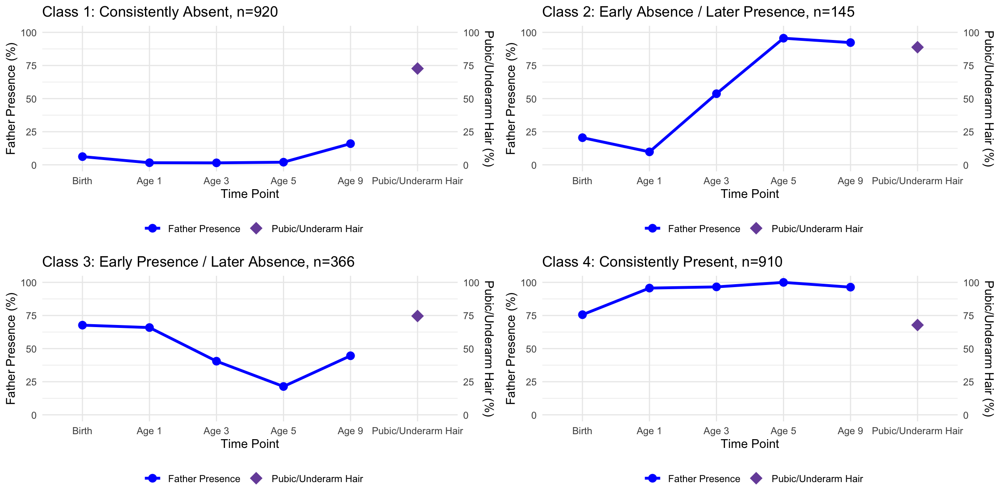 Class 1: Consistently Absent, n=920
Father Presence (%)
100
75
50
25
0
100
75
50
25
0
Pubic/Underarm Hair (%)
Birth Age 1 Age 3 Age 5 Age 9 Pubic/Underarm Hair
Time Point
Father Presence Pubic/Underarm Hair
Class 2: Early Absence / Later Presence, n=145
Father Presence (%)
100
75
50
25
0
100
75
50
25
0
Pubic/Underarm Hair (%)
Birth Age 1 Age 3 Age 5 Age 9 Pubic/Underarm Hair
Time Point
Father Presence Pubic/Underarm Hair
Class 3: Early Presence / Later Absence, n=366
Father Presence (%)
100
75
50
25
0
100
75
50
25
0
Pubic/Underarm Hair (%)
Birth Age 1 Age 3 Age 5 Age 9 Pubic/Underarm Hair
Time Point
Father Presence Pubic/Underarm Hair
Class 4: Consistently Present, n=910
Father Presence (%)
100
75
50
25
0
100
75
50
25
0
Pubic/Underarm Hair (%)
Birth Age 1 Age 3 Age 5 Age 9 Pubic/Underarm Hair
Time Point
Father Presence Pubic/Underarm Hair